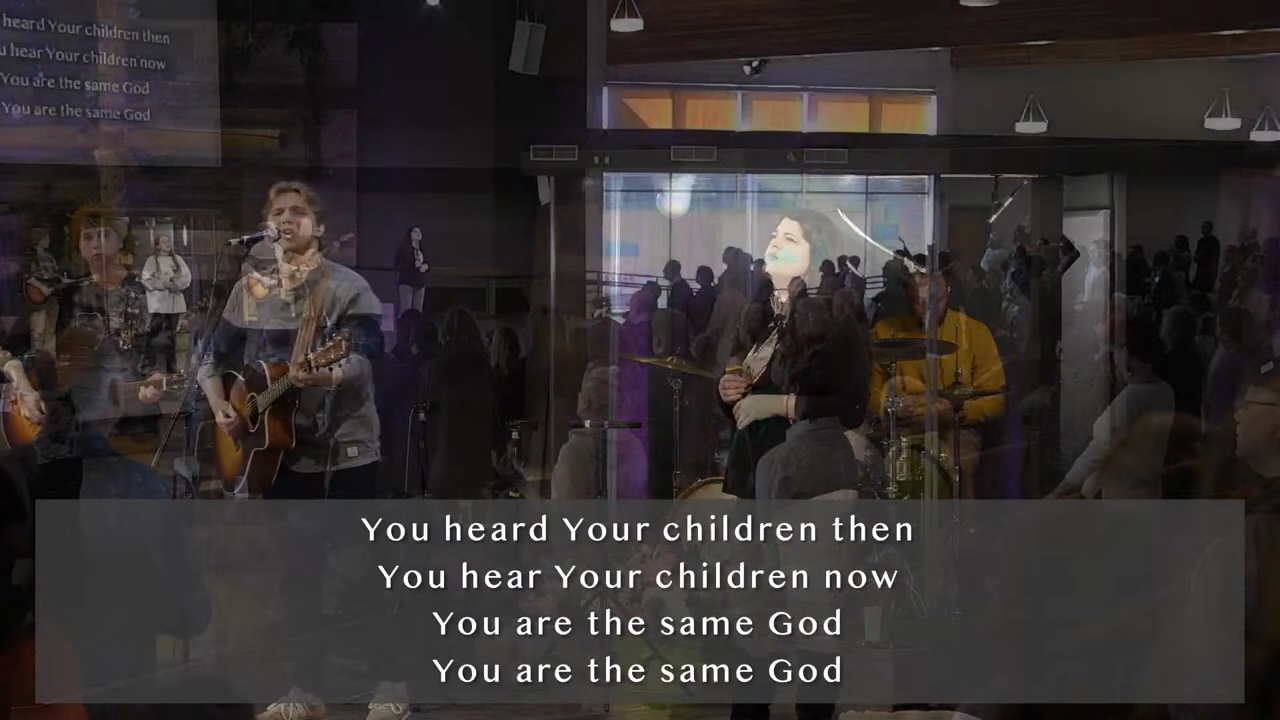 heard Your children then
u hear Your children now
You are the same God
You are the same God
You heard Your children then
You hear Your children now
You are the same God
You are the same God